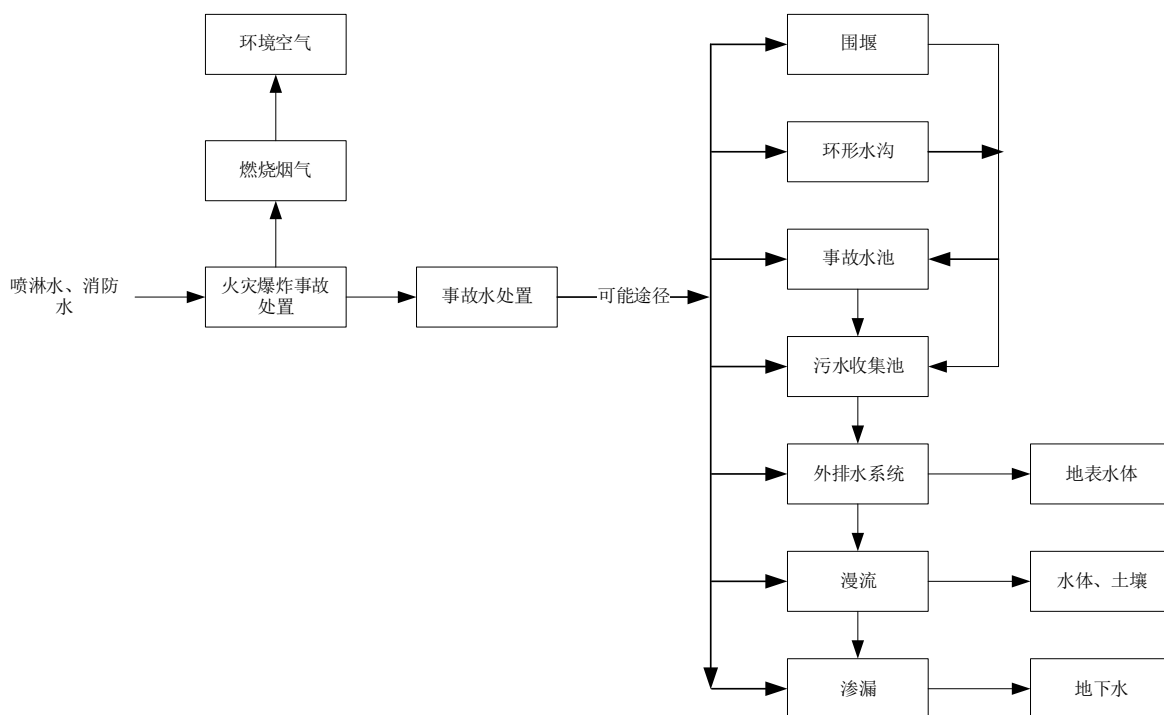 环境空气
围堰
燃烧烟气
环形水沟
喷淋水、消防
水
火灾爆炸事故
处置
事故水处置
可能途径
事故水池
污水收集池
外排水系统
地表水体
漫流
水体、土壤
渗漏
地下水